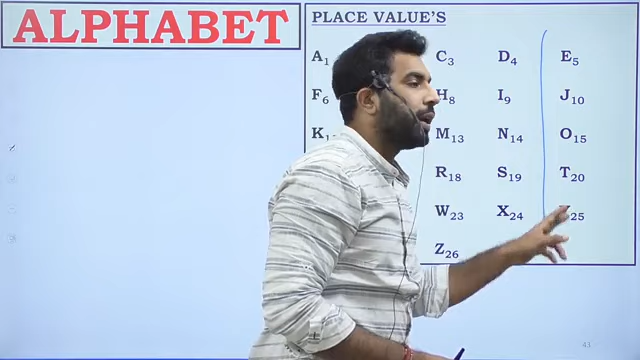 ALPHABET
PLACE VALUE'S
A1 C3 D4 E5
F6 H8 I9 J10
K M13 N14 O15
R18 S19 T20
W23 X24 25
Z26
43